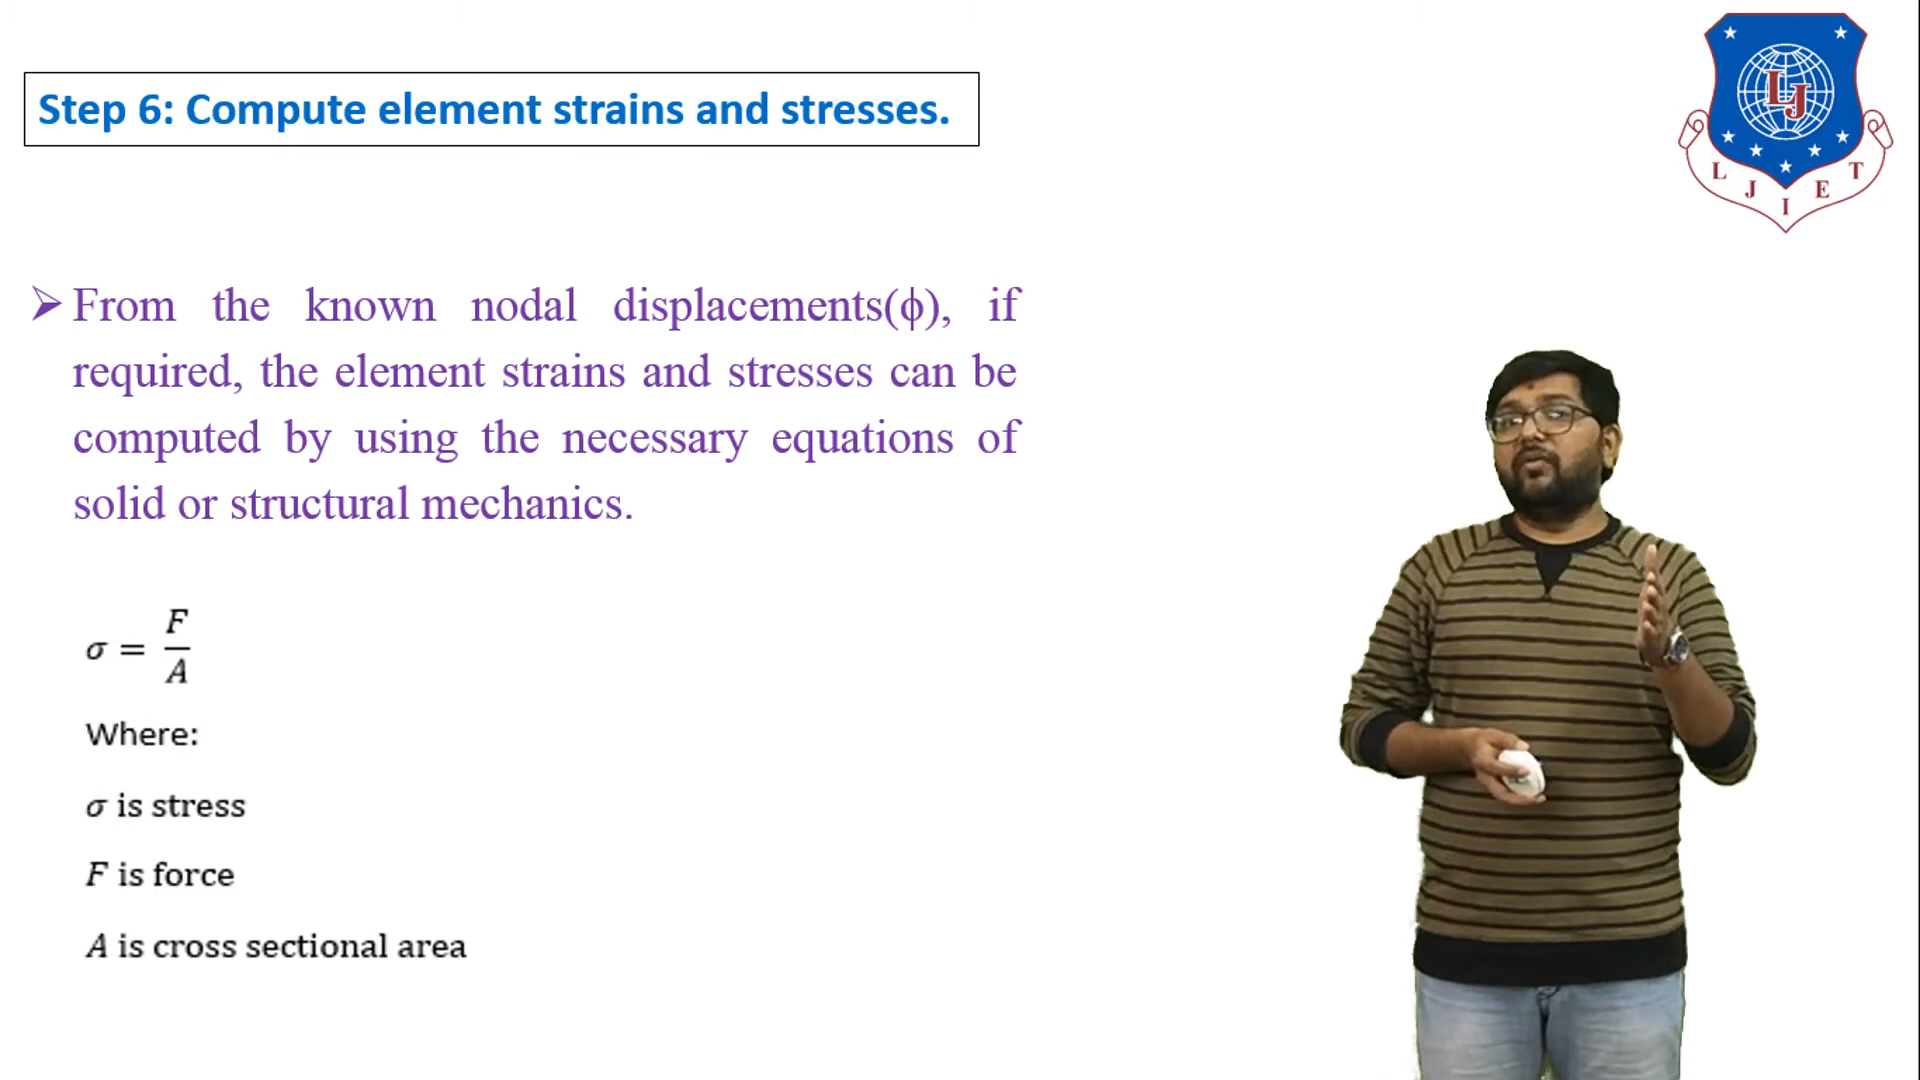 Step 6: Compute element strains and stresses.
LJ
L J I E T
➢ From the known nodal displacements(ϕ), if
required, the element strains and stresses can be
computed by using the necessary equations of
solid or structural mechanics.
σ = F/A
Where:
σ is stress
F is force
A is cross sectional area